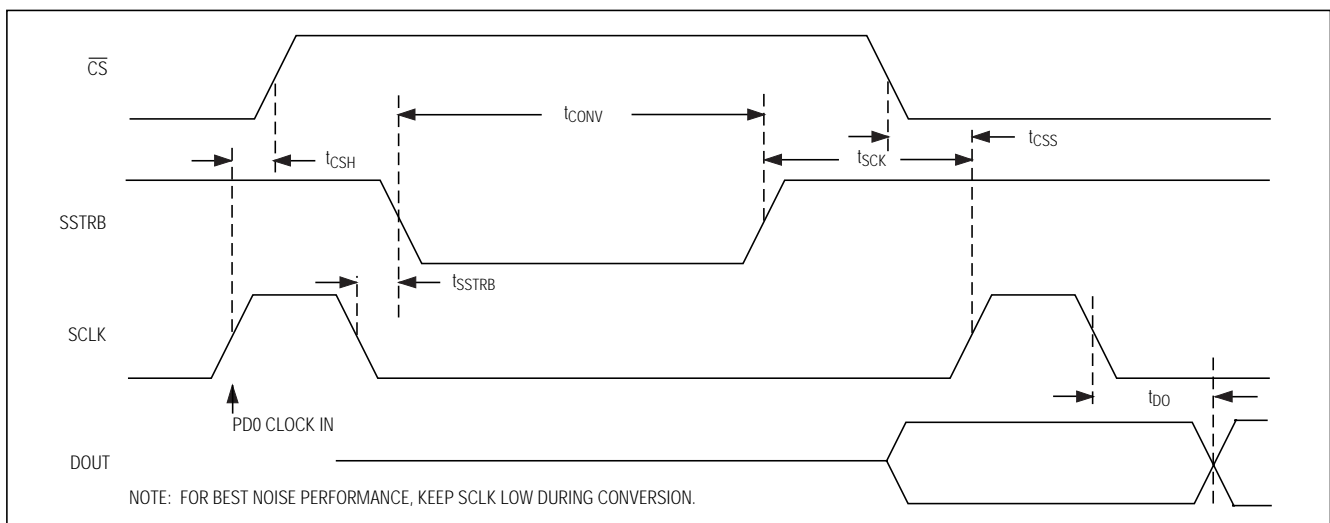 CS
tCONV
tCSS
tCSH
tSCK
SSTRB
tSSTRB
SCLK
tDO
PD0 CLOCK IN
DOUT
NOTE: FOR BEST NOISE PERFORMANCE, KEEP SCLK LOW DURING CONVERSION.